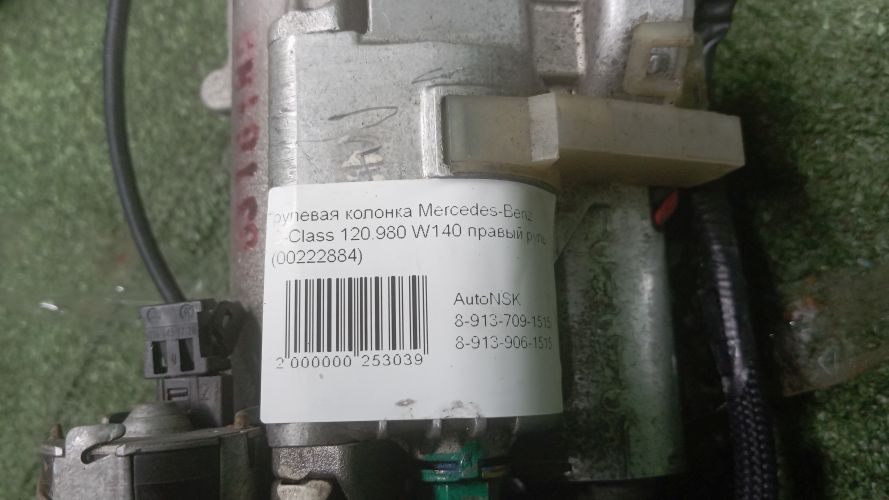 рулевая колонка Mercedes-Benz
-Class 120.980 W140 правый руль
(00222884)
AutoNSK
8-913-709-1515
8-913-906-1515
2 000000 253039